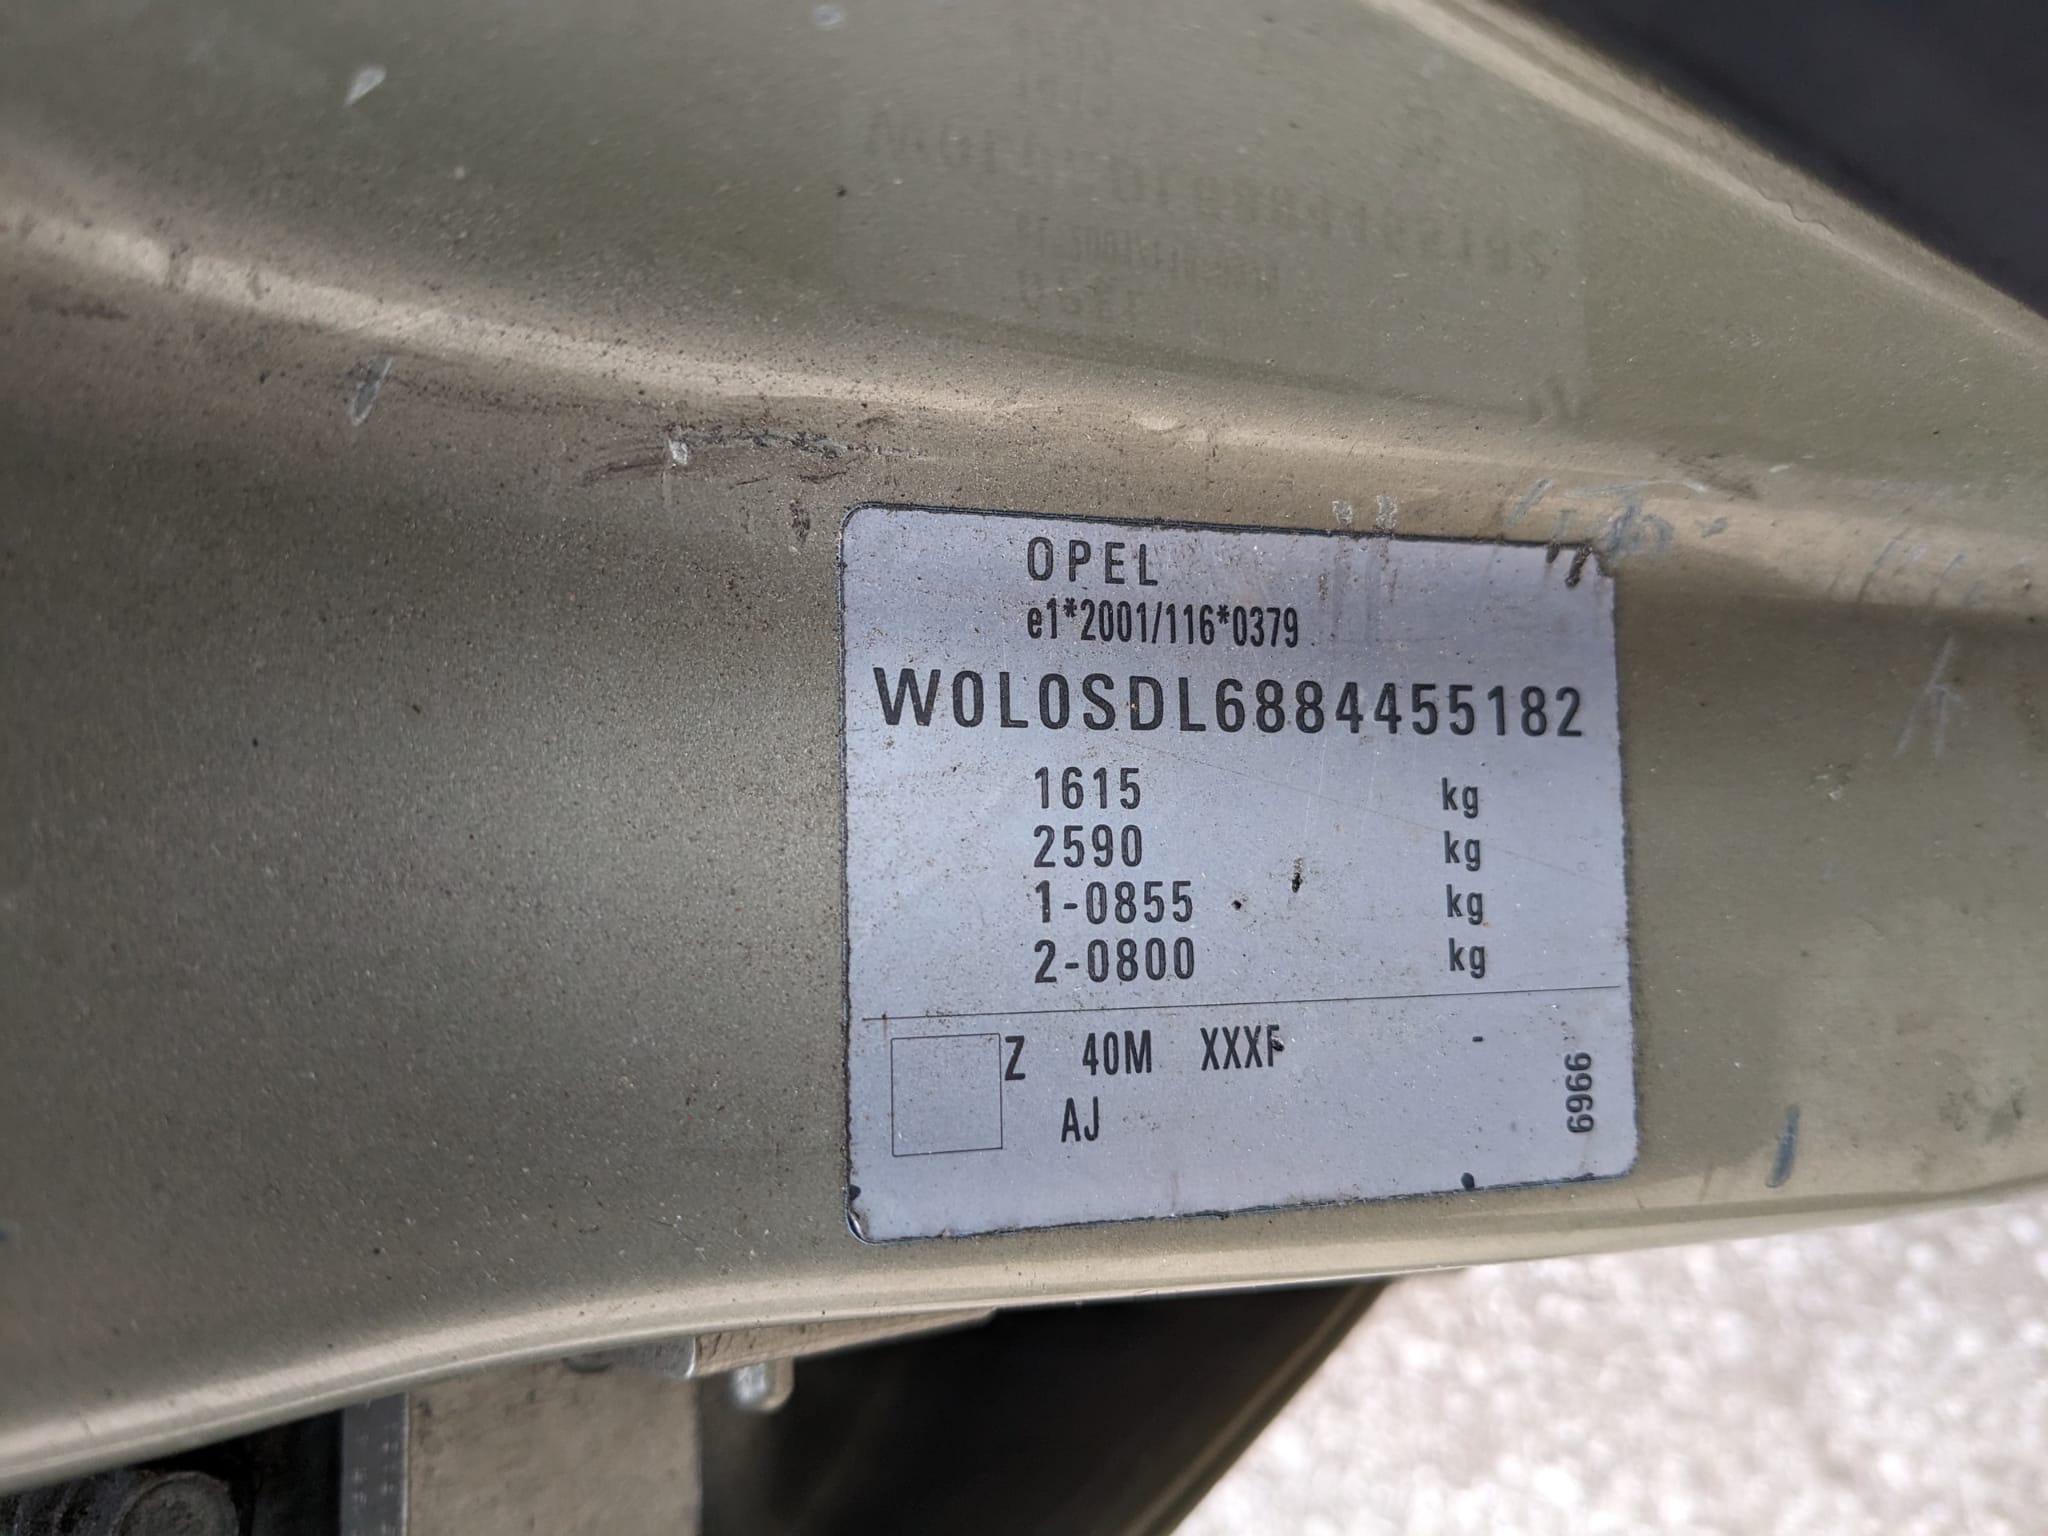 OPEL
e1*2001/116*0379
W0L0SDL6884455182
1615 kg
2590 kg
1-0855 kg
2-0800 kg
Z 40M XXXF -
AJ
6966